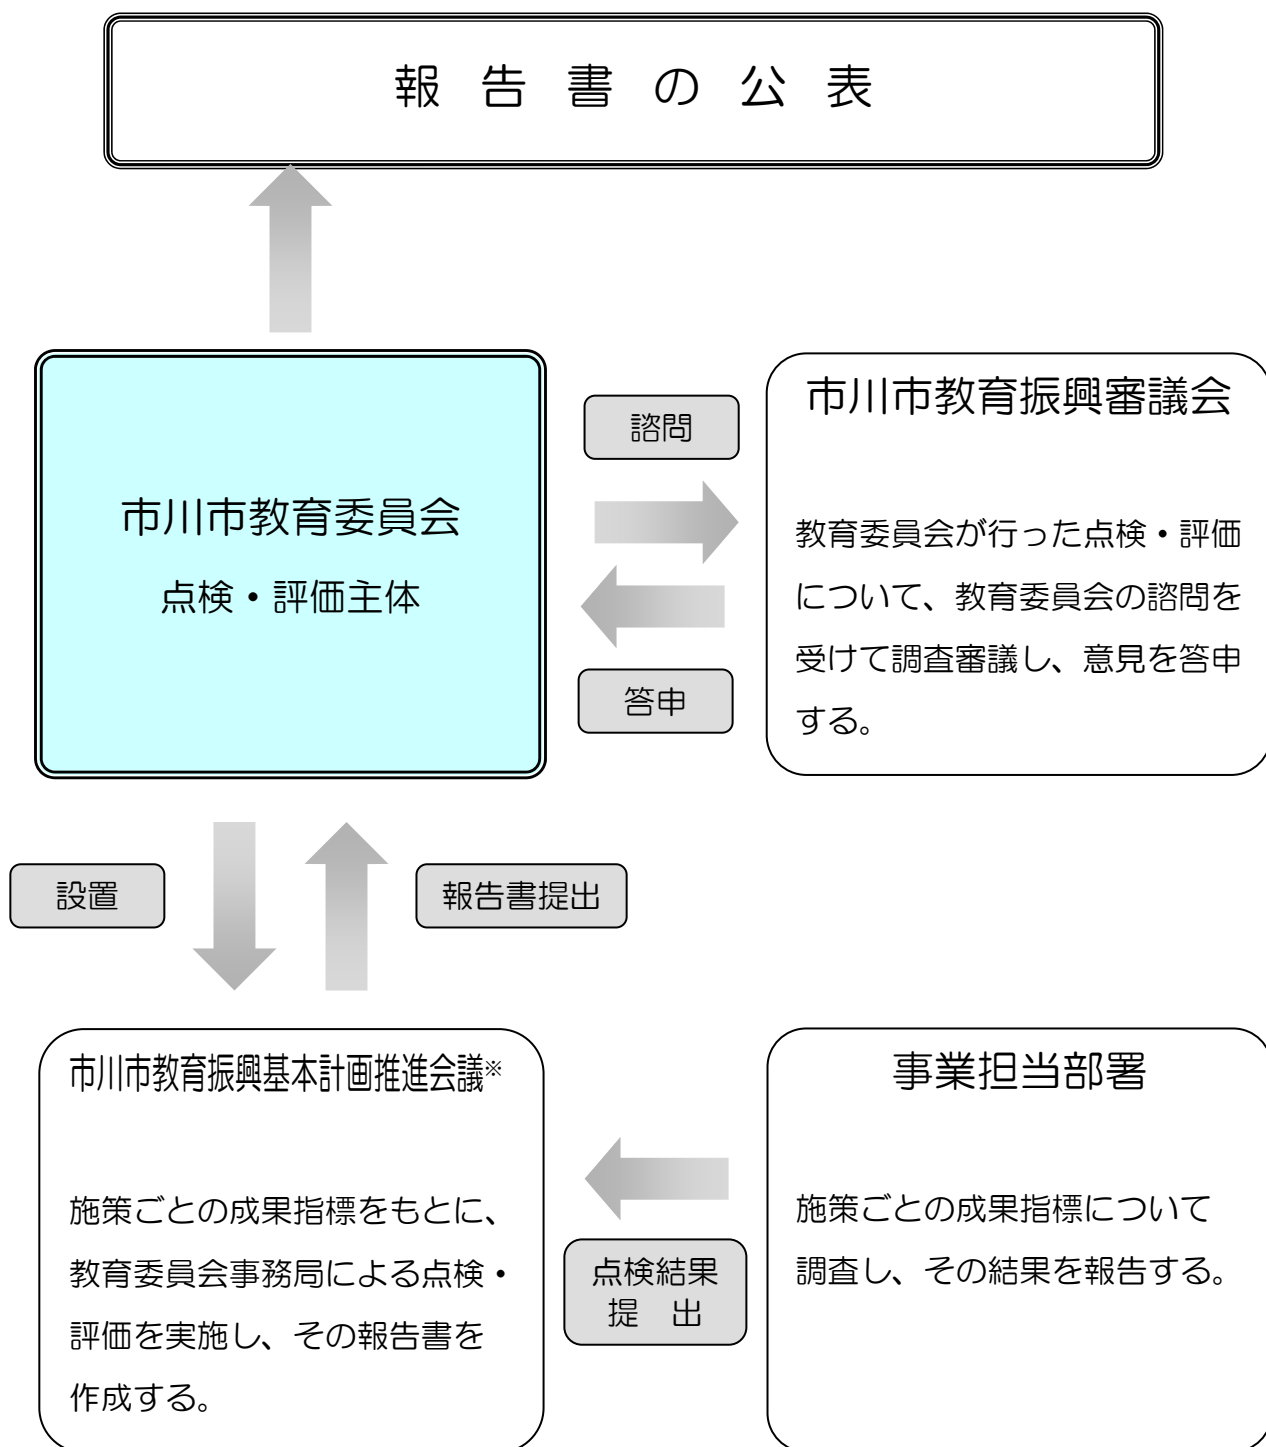 報告書の公表
市川市教育委員会
点検・評価主体
諮問
答申
市川市教育振興審議会
教育委員会が行った点検・評価
について、教育委員会の諮問を
受けて調査審議し、意見を答申
する。
設置
報告書提出
市川市教育振興基本計画推進会議※
施策ごとの成果指標をもとに、
教育委員会事務局による点検・
評価を実施し、その報告書を
作成する。
点検結果
提　出
事業担当部署
施策ごとの成果指標について
調査し、その結果を報告する。